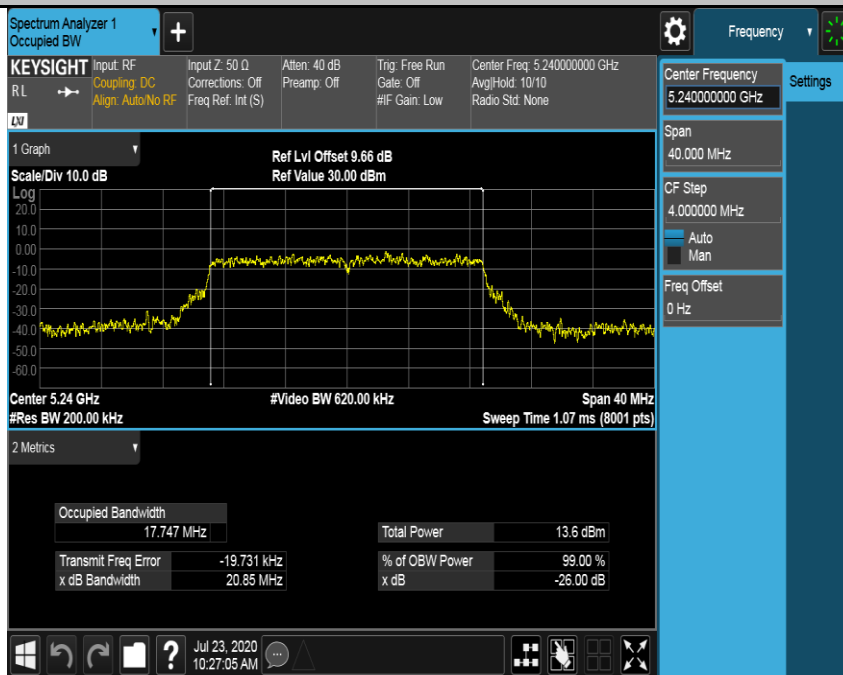 Spectrum Analyzer 1
Occupied BW
+
Frequency
KEYSIGHT
RL
LXI
Input: RF
Coupling: DC
Align: Auto/No RF
Input Z: 50 Ω
Corrections: Off
Freq Ref: Int (S)
Atten: 40 dB
Preamp: Off
Trig: Free Run
Gate: Off
#IF Gain: Low
Center Freq: 5.240000000 GHz
Avg|Hold: 10/10
Radio Std: None
Center Frequency
5.240000000 GHz
Settings
Span
40.000 MHz
CF Step
4.000000 MHz
Auto
Man
Freq Offset
0 Hz
1 Graph
Ref Lvl Offset 9.66 dB
Scale/Div 10.0 dB
Ref Value 30.00 dBm
Log
20.0
10.0
0.00
-10.0
-20.0
-30.0
-40.0
-50.0
-60.0
Center 5.24 GHz
#Video BW 620.00 kHz
Span 40 MHz
#Res BW 200.00 kHz
Sweep Time 1.07 ms (8001 pts)
2 Metrics
Occupied Bandwidth
17.747 MHz
Total Power 13.6 dBm
Transmit Freq Error -19.731 kHz
% of OBW Power 99.00 %
x dB Bandwidth 20.85 MHz
x dB -26.00 dB
?
Jul 23, 2020
10:27:05 AM